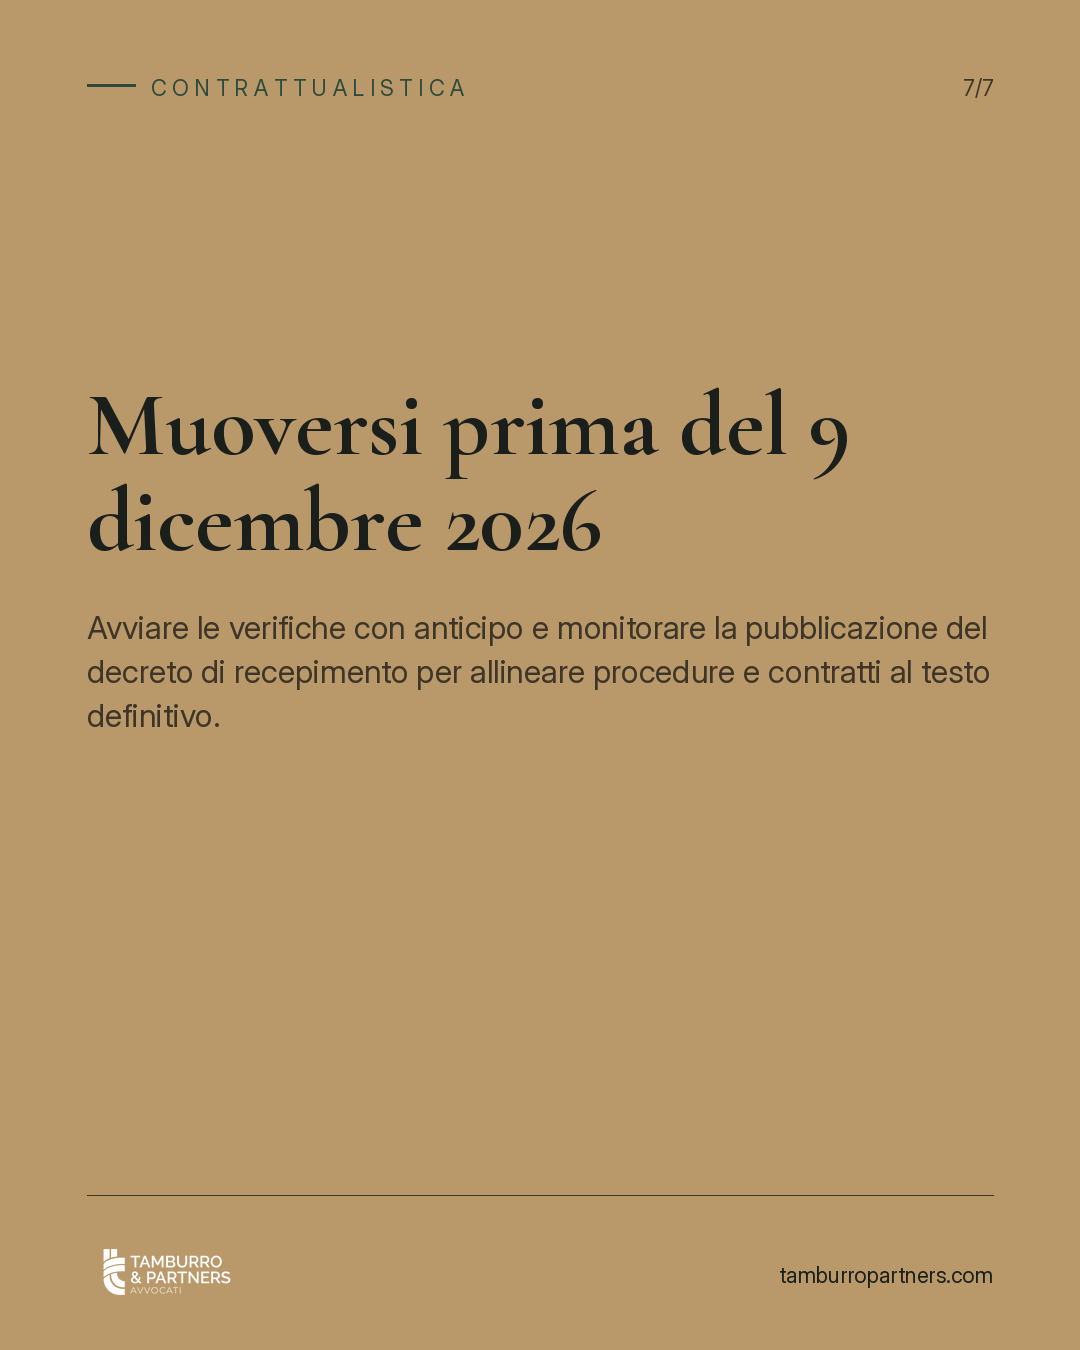 CONTRATTUALISTICA
7/7
Muoversi prima del 9
dicembre 2026
Avviare le verifiche con anticipo e monitorare la pubblicazione del
decreto di recepimento per allineare procedure e contratti al testo
definitivo.
TAMBURRO
& PARTNERS
AVVOCATI
tamburropartners.com